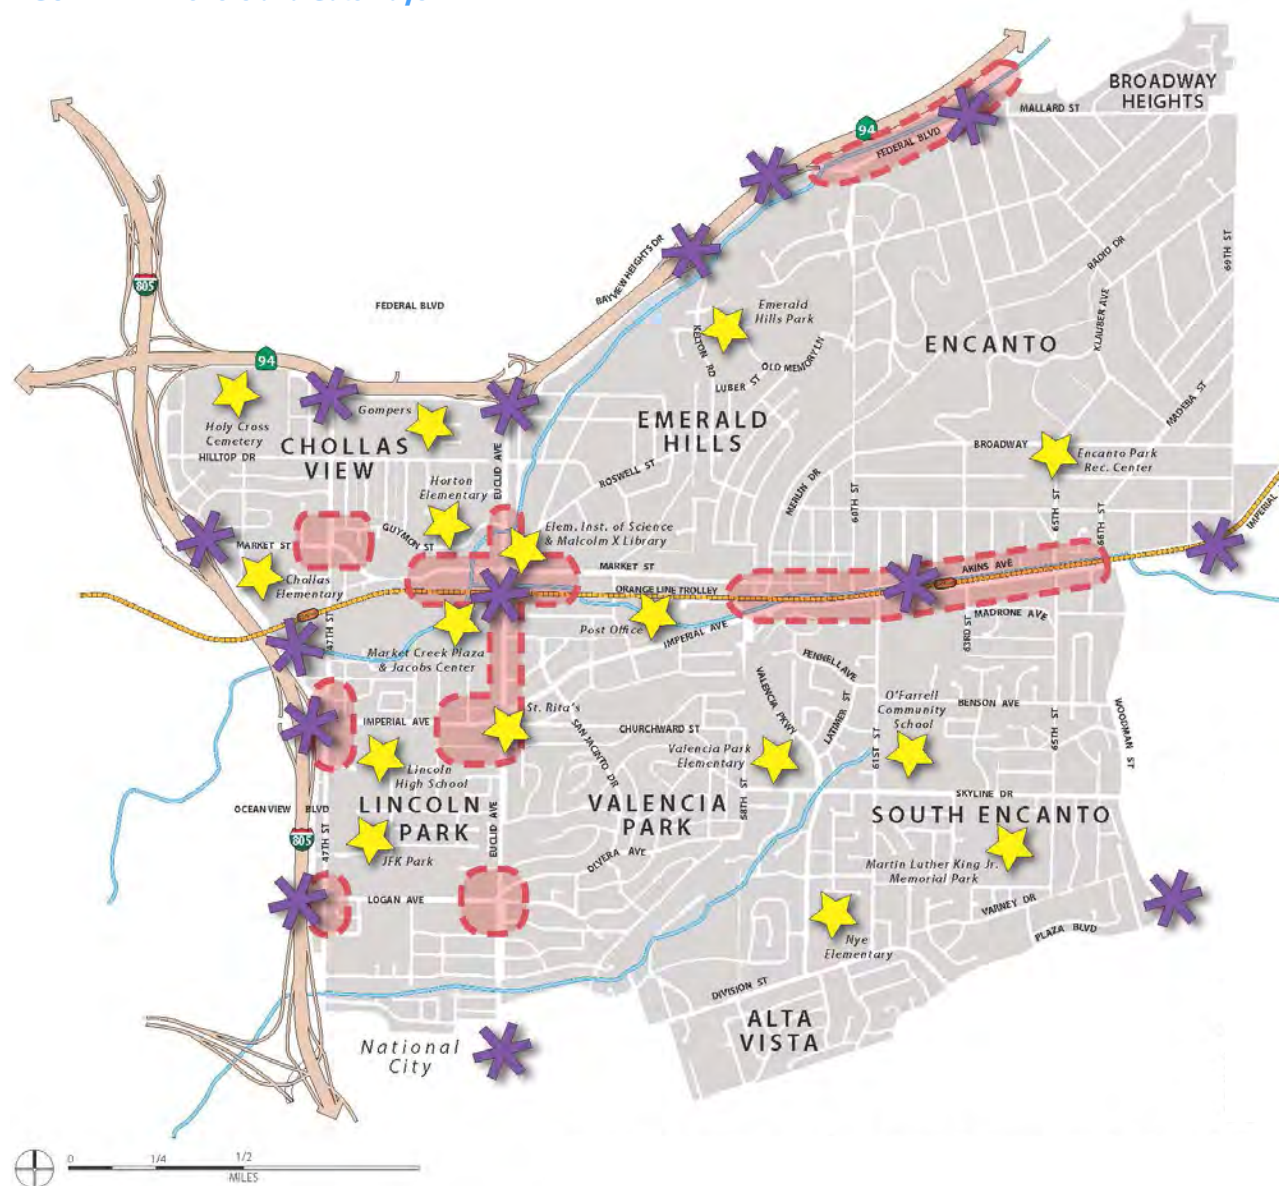 BROADWAY
HEIGHTS
MALLARD ST
94
FEDERAL BLVD
69TH ST
RADIO DR
BAYVIEW HEIGHTS DR
805
FEDERAL BLVD
KLAUBER AVE
Emerald
Hills Park
KELTON RD
OLD MEMORY LN
ENCANTO
LUBER ST
94
MADERA ST
Gompers
Holy Cross
Cemetery
EMERALD
HILLS
CHOLLAS
VIEW
HILLTOP DR
EUCLID AVE
BROADWAY
Encanto Park
Rec. Center
ROSWELL ST
MERLIN DR
Horton
Elementary
60TH ST
65TH ST
66TH ST
IMPERIAL
GUYMON ST
Elem. Inst. of Science
& Malcolm X Library
MARKET ST
MARKET ST
AKINS AVE
Chollas
Elementary
ORANGE LINE TROLLEY
MADRONE AVE
47TH ST
Post Office
IMPERIAL AVE
63RD ST
Market Creek Plaza
& Jacobs Center
PENNELL AVE
VALENCIA PKWY
LATIMER ST
O'Farrell
Community
School
BENSON AVE
WOODMAN ST
St. Rita's
IMPERIAL AVE
CHURCHWARD ST
SAN JACINTO DR
61ST ST
65TH ST
Valencia Park
Elementary
Lincoln
High School
58TH ST
SKYLINE DR
OCEAN VIEW BLVD
LINCOLN
PARK
VALENCIA
PARK
SOUTH ENCANTO
805
47TH ST
EUCLID AVE
JFK Park
OLVERA AVE
Martin Luther King Jr.
Memorial Park
LOGAN AVE
VARNEY DR
PLAZA BLVD
Nye
Elementary
DIVISION ST
ALTA
VISTA
National
City
0 1/4 1/2
MILES